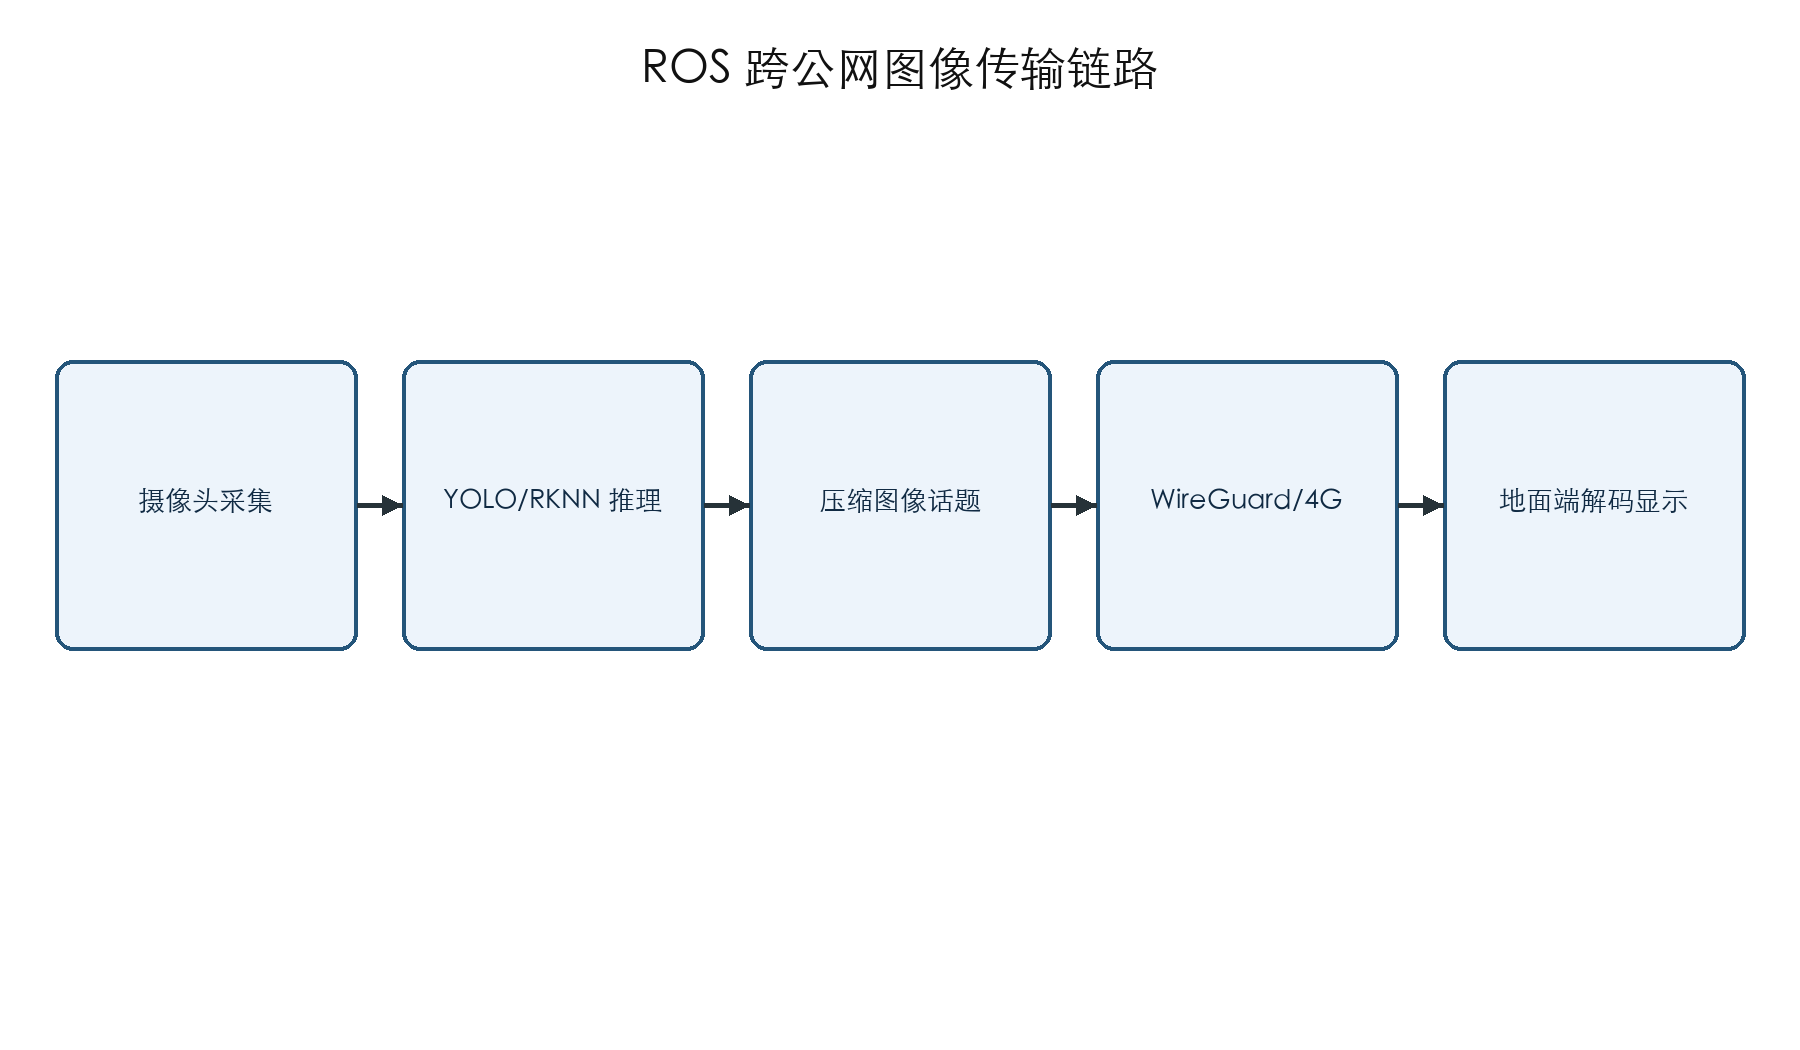 ROS 跨公网图像传输链路
摄像头采集
YOLO/RKNN 推理
压缩图像话题
WireGuard/4G
地面端解码显示